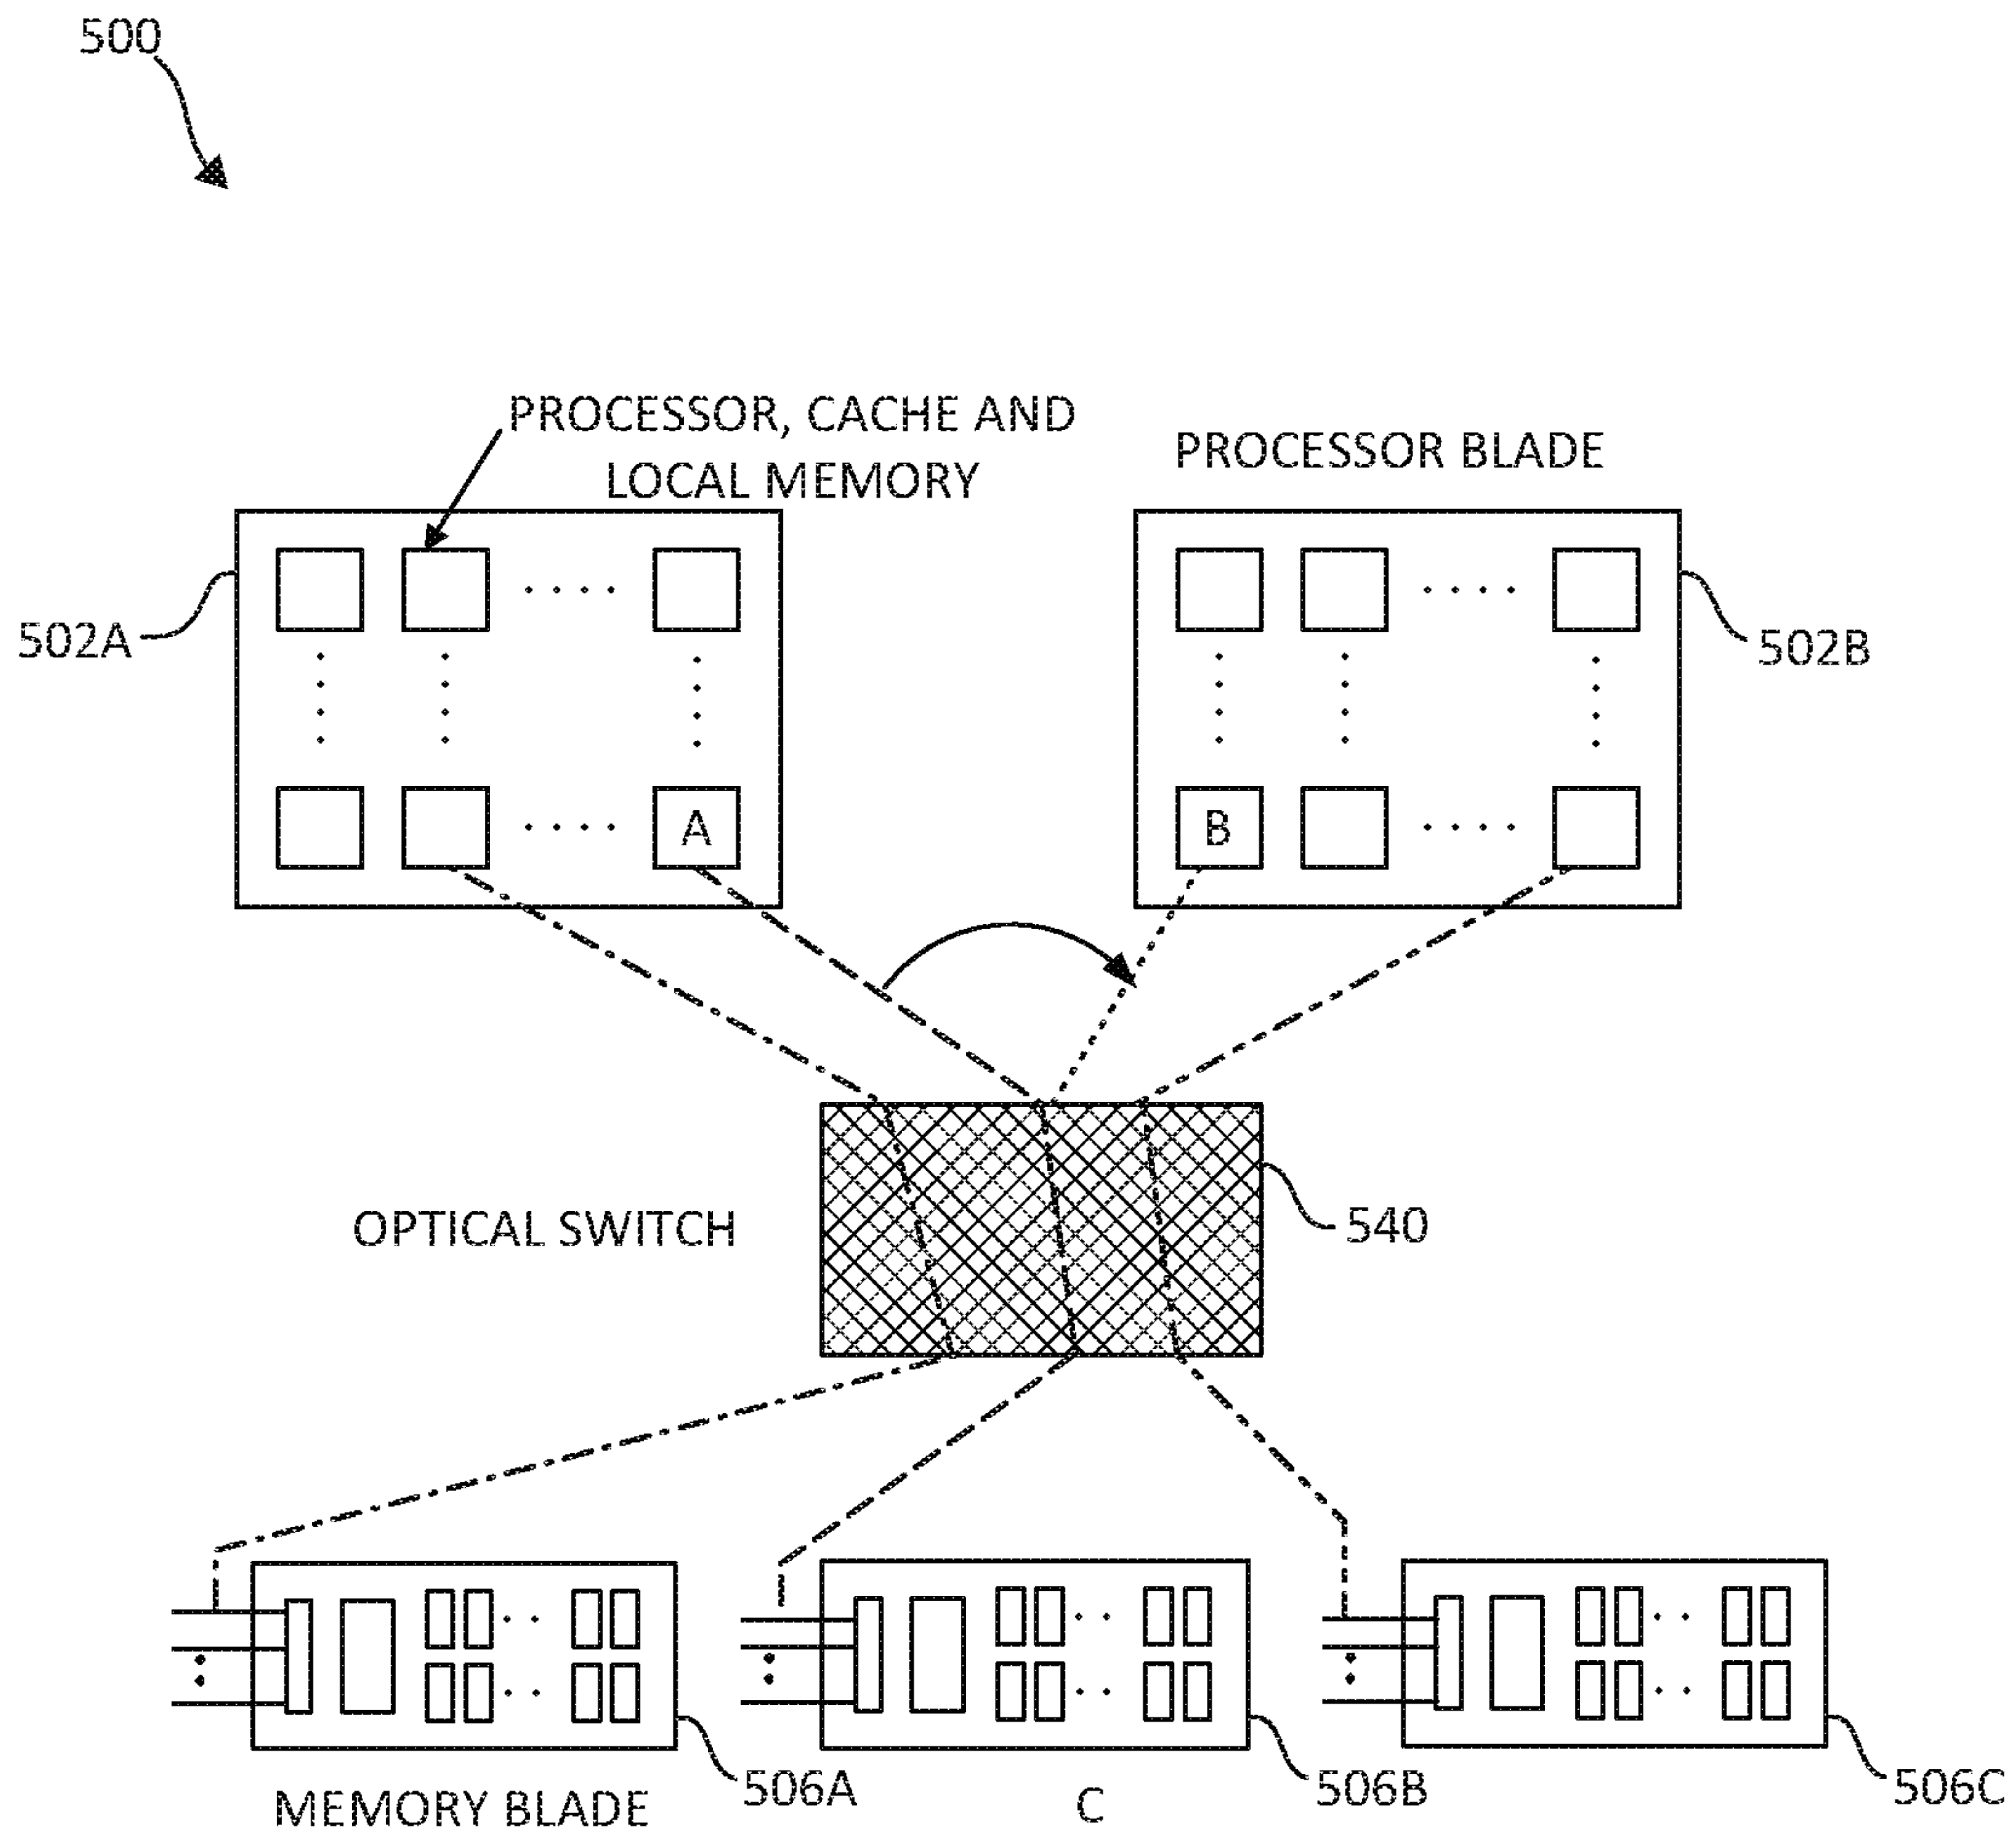 500
PROCESSOR, CACHE AND
LOCAL MEMORY
PROCESSOR BLADE
502A
502B
A
B
OPTICAL SWITCH
540
506A
506B
506C
MEMORY BLADE
C